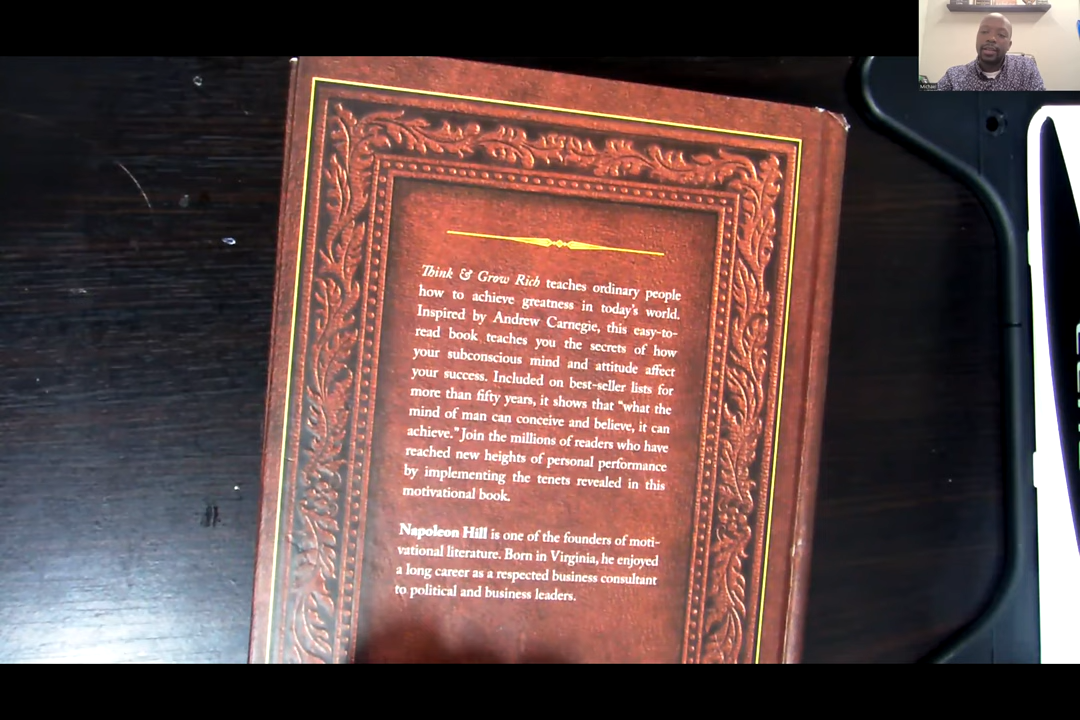 Think & Grow Rich teaches ordinary people
how to achieve greatness in today's world.
Inspired by Andrew Carnegie, this easy-to-
read book teaches you the secrets of how
your subconscious mind and attitude affect
your success. Included on best-seller lists for
more than fifty years, it shows that "what the
mind of man can conceive and believe, it can
achieve." Join the millions of readers who have
reached new heights of personal performance
by implementing the tenets revealed in this
motivational book.
Napoleon Hill is one of the founders of moti-
vational literature. Born in Virginia, he enjoyed
a long career as a respected business consultant
to political and business leaders.
Michael